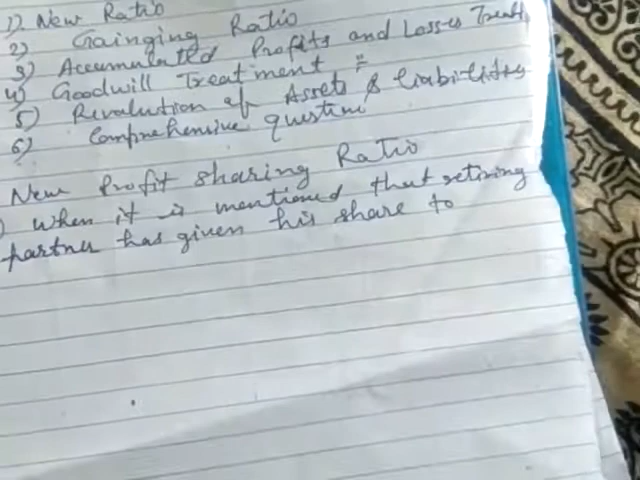 1) New Ratio
2) Gainging Ratio
3) Accumulated Profits and Losses Treat
4) Goodwill Treatment :-
5) Revaluation of Assets & liabilities
6) Comprehensive question
New Profit sharing Ratio
) When it is mentioned that retiring
partner has given his share to